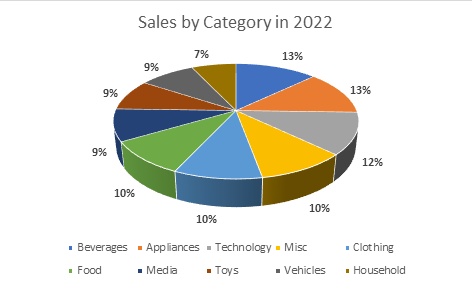 Sales by Category in 2022
7% 13%
9%
9% 13%
9% 12%
10% 10% 10%
Beverages Appliances Technology Misc Clothing
Food Media Toys Vehicles Household